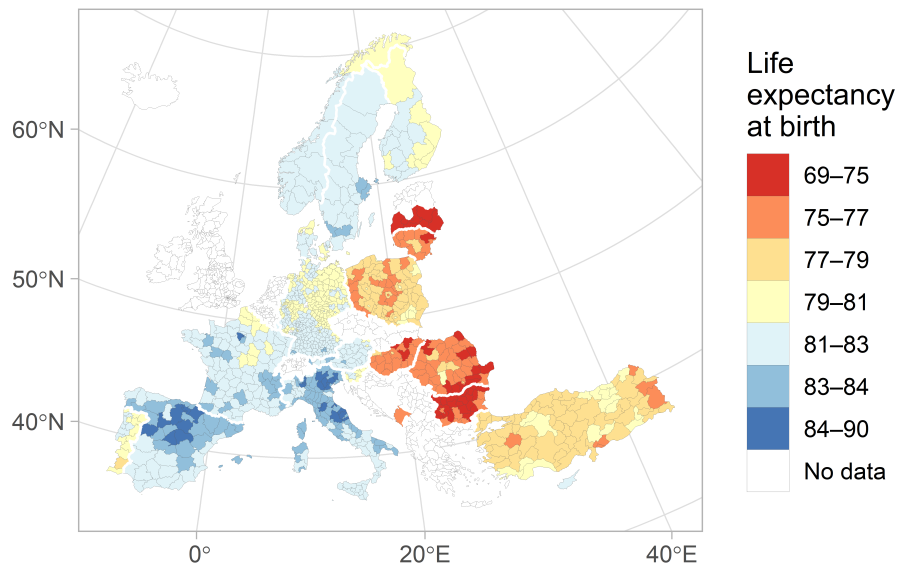 Life
expectancy
at birth
69–75
75–77
77–79
79–81
81–83
83–84
84–90
No data
60°N
50°N
40°N
0°
20°E
40°E